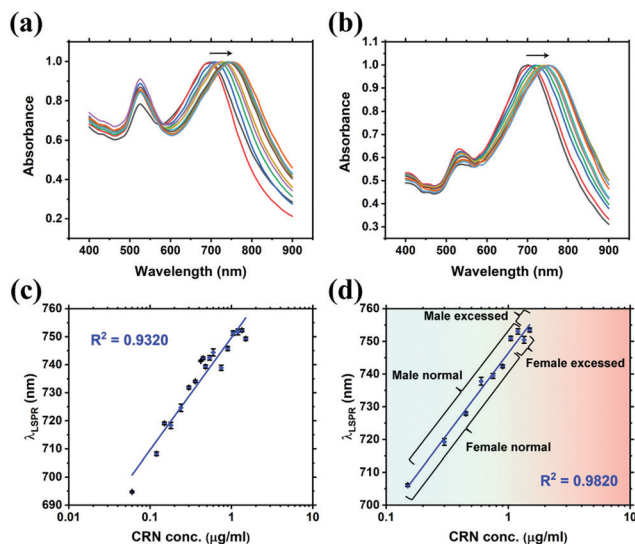 (a)
Absorbance
1.0
0.8
0.6
0.4
0.2
400 500 600 700 800 900
Wavelength (nm)
(b)
Absorbance
1.0
0.9
0.8
0.7
0.6
0.5
0.4
0.3
400 500 600 700 800 900
Wavelength (nm)
(c)
λLSPR (nm)
760
750
740
730
720
710
700
690
R² = 0.9320
0.01 0.1 1 10
CRN conc. (μg/ml)
(d)
λLSPR (nm)
760
750
740
730
720
710
700
Male excessed
Male normal
Female excessed
Female normal
R² = 0.9820
0.1 1 10
CRN conc. (μg/ml)